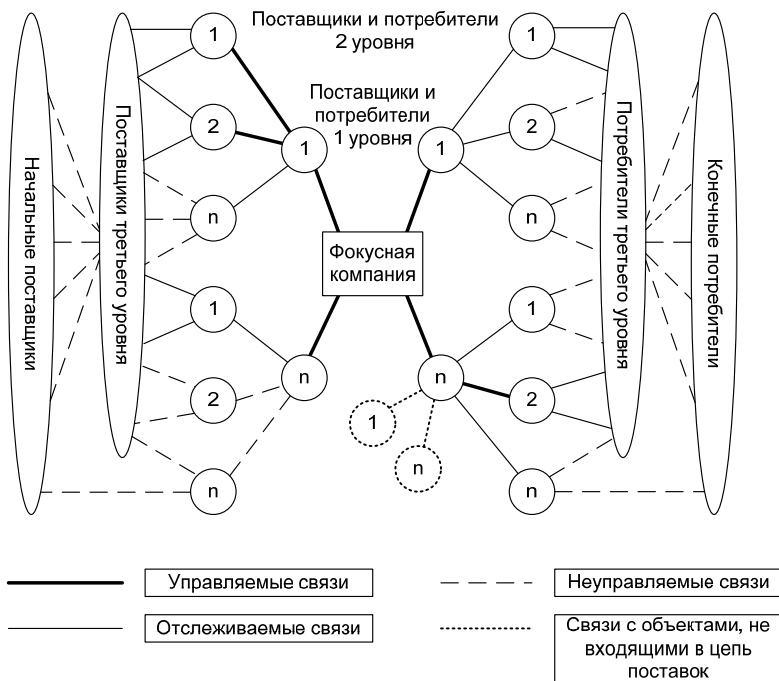 Поставщики и потребители
2 уровня
Поставщики и
потребители
1 уровня
Начальные поставщики
Поставщики третьего уровня
1
2
n
1
1
2
n
n
Фокусная
компания
1
n
1
n
1
2
n
1
2
n
Потребители третьего уровня
Конечные потребители
Управляемые связи
Неуправляемые связи
Отслеживаемые связи
Связи с объектами, не
входящими в цепь
поставок